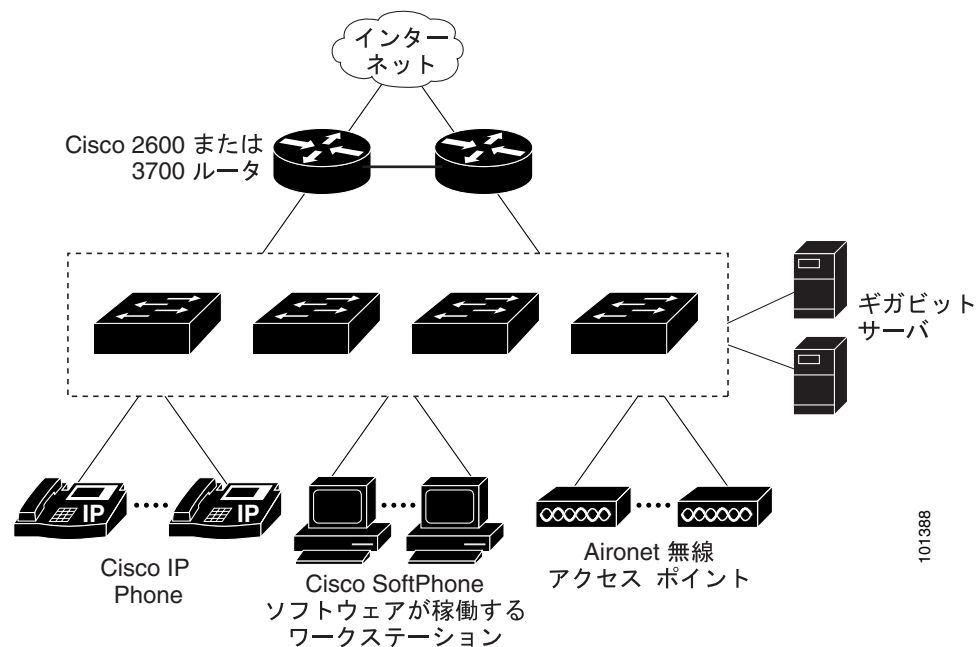 インター
ネット
Cisco 2600 または
3700 ルータ
ギガビット
サーバ
IP
IP
Cisco IP
Phone
Cisco SoftPhone
ソフトウェアが稼働する
ワークステーション
Aironet 無線
アクセス ポイント
101388